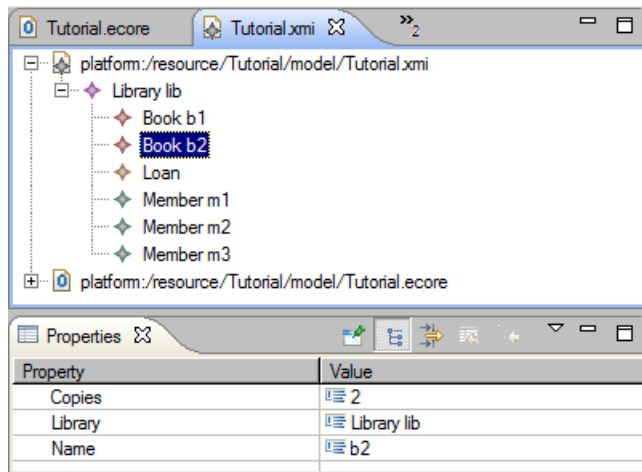 Tutorial.ecore Tutorial.xmi »2
platform:/resource/Tutorial/model/Tutorial.xmi
Library lib
Book b1
Book b2
Loan
Member m1
Member m2
Member m3
platform:/resource/Tutorial/model/Tutorial.ecore
Properties
Property Value
Copies 2
Library Library lib
Name b2